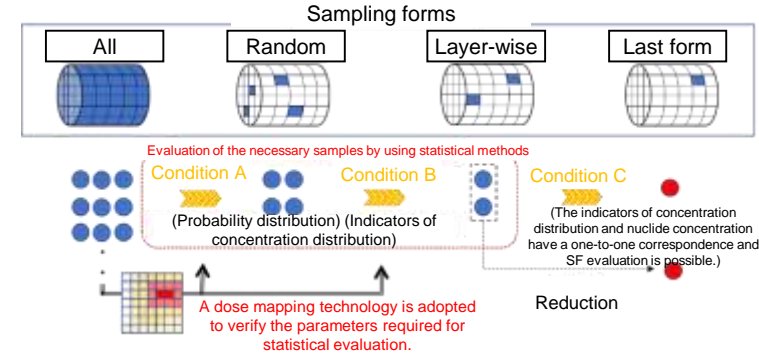 Sampling forms
All
Random
Layer-wise
Last form
Evaluation of the necessary samples by using statistical methods
Condition A
Condition B
Condition C
(Probability distribution) (Indicators of
concentration distribution)
(The indicators of concentration
distribution and nuclide concentration
have a one-to-one correspondence and
SF evaluation is possible.)
Reduction
A dose mapping technology is adopted
to verify the parameters required for
statistical evaluation.